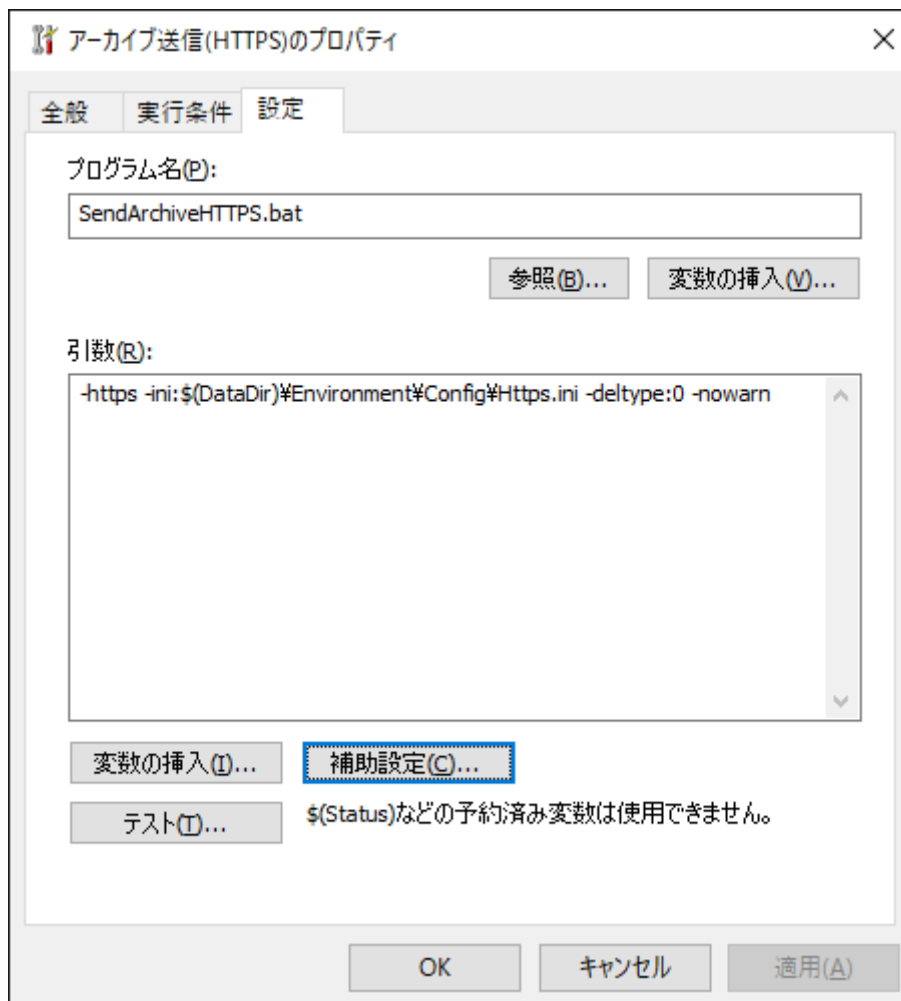 アーカイブ送信(HTTPS)のプロパティ
全般 実行条件 設定
プログラム名(P):
SendArchiveHTTPS.bat
参照(B)... 変数の挿入(V)...
引数(R):
-https -ini:$(DataDir)¥Environment¥Config¥Https.ini -deltype:0 -nowarn
変数の挿入(I)... 補助設定(C)...
テスト(T)... $(Status)などの予約済み変数は使用できません。
OK キャンセル 適用(A)